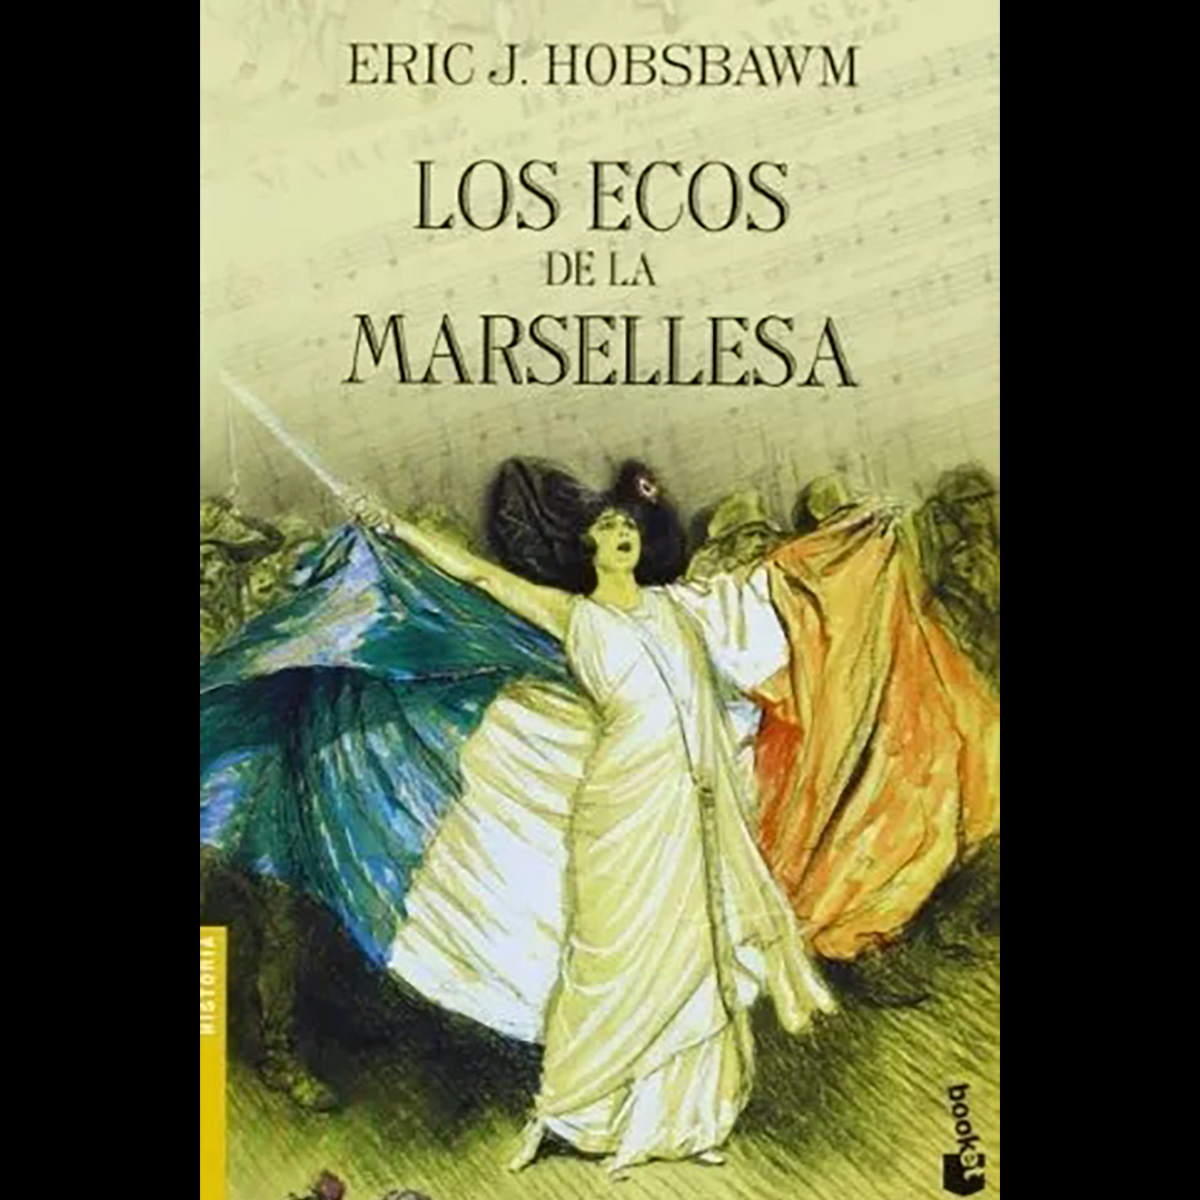 ERIC J. HOBSBAWM
LOS ECOS
DE LA
MARSELLESA
HISTORIA
booket